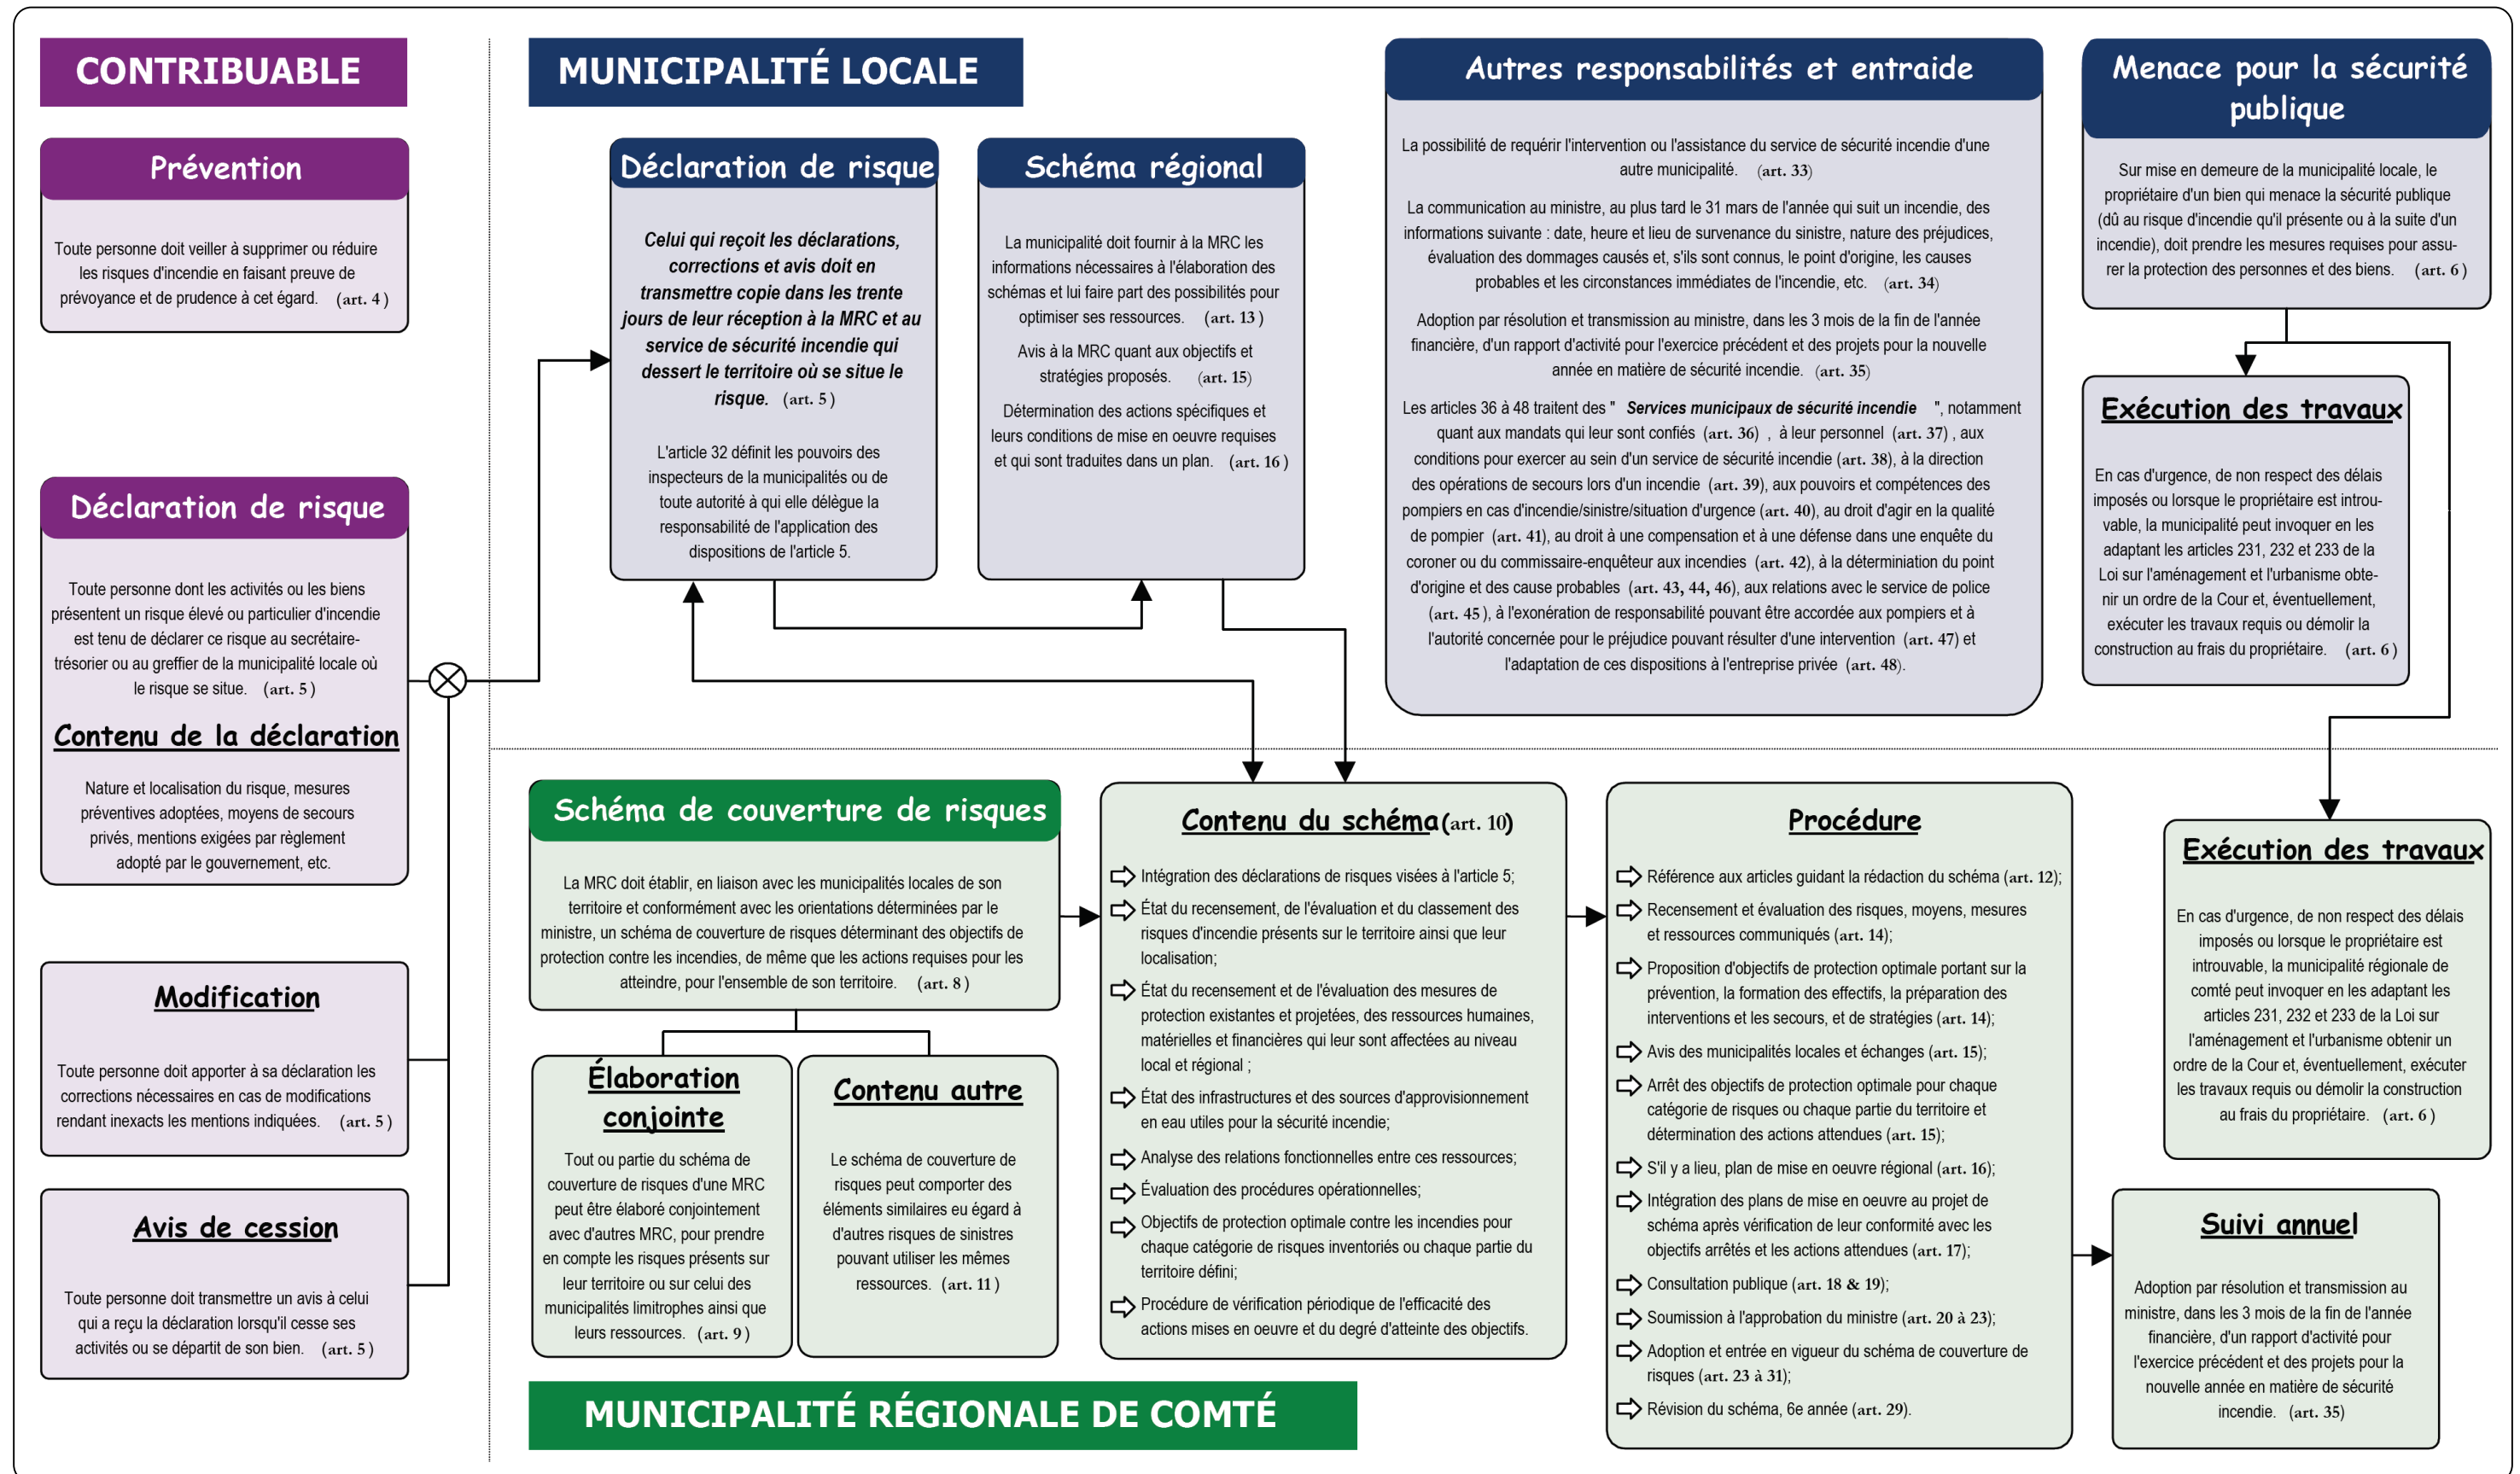 CONTRIBUABLE
Prévention
Toute personne doit veiller à supprimer ou réduire
les risques d'incendie en faisant preuve de
prévoyance et de prudence à cet égard. (art. 4 )
Déclaration de risque
Toute personne dont les activités ou les biens
présentent un risque élevé ou particulier d'incendie
est tenu de déclarer ce risque au secrétaire-
trésorier ou au greffier de la municipalité locale où
le risque se situe. (art. 5 )
Contenu de la déclaration
Nature et localisation du risque, mesures
préventives adoptées, moyens de secours
privés, mentions exigées par règlement
adopté par le gouvernement, etc.
Modification
Toute personne doit apporter à sa déclaration les
corrections nécessaires en cas de modifications
rendant inexacts les mentions indiquées. (art. 5 )
Avis de cession
Toute personne doit transmettre un avis à celui
qui a reçu la déclaration lorsqu'il cesse ses
activités ou se départit de son bien. (art. 5 )
MUNICIPALITÉ LOCALE
Déclaration de risque
Celui qui reçoit les déclarations,
corrections et avis doit en
transmettre copie dans les trente
jours de leur réception à la MRC et au
service de sécurité incendie qui
dessert le territoire où se situe le
risque. (art. 5 )
L'article 32 définit les pouvoirs des
inspecteurs de la municipalités ou de
toute autorité à qui elle délègue la
responsabilité de l'application des
dispositions de l'article 5.
Schéma régional
La municipalité doit fournir à la MRC les
informations nécessaires à l'élaboration des
schémas et lui faire part des possibilités pour
optimiser ses ressources. (art. 13 )
Avis à la MRC quant aux objectifs et
stratégies proposés. (art. 15)
Détermination des actions spécifiques et
leurs conditions de mise en oeuvre requises
et qui sont traduites dans un plan. (art. 16 )
Autres responsabilités et entraide
La possibilité de requérir l'intervention ou l'assistance du service de sécurité incendie d'une
autre municipalité. (art. 33)
La communication au ministre, au plus tard le 31 mars de l'année qui suit un incendie, des
informations suivante : date, heure et lieu de survenance du sinistre, nature des préjudices,
évaluation des dommages causés et, s'ils sont connus, le point d'origine, les causes
probables et les circonstances immédiates de l'incendie, etc. (art. 34)
Adoption par résolution et transmission au ministre, dans les 3 mois de la fin de l'année
financière, d'un rapport d'activité pour l'exercice précédent et des projets pour la nouvelle
année en matière de sécurité incendie. (art. 35)
Les articles 36 à 48 traitent des " Services municipaux de sécurité incendie ", notamment
quant aux mandats qui leur sont confiés (art. 36) , à leur personnel (art. 37) , aux
conditions pour exercer au sein d'un service de sécurité incendie (art. 38), à la direction
des opérations de secours lors d'un incendie (art. 39), aux pouvoirs et compétences des
pompiers en cas d'incendie/sinistre/situation d'urgence (art. 40), au droit d'agir en la qualité
de pompier (art. 41), au droit à une compensation et à une défense dans une enquête du
coroner ou du commissaire-enquêteur aux incendies (art. 42), à la déterminiation du point
d'origine et des cause probables (art. 43, 44, 46), aux relations avec le service de police
(art. 45 ), à l'exonération de responsabilité pouvant être accordée aux pompiers et à
l'autorité concernée pour le préjudice pouvant résulter d'une intervention (art. 47) et
l'adaptation de ces dispositions à l'entreprise privée (art. 48).
Menace pour la sécurité
publique
Sur mise en demeure de la municipalité locale, le
propriétaire d'un bien qui menace la sécurité publique
(dû au risque d'incendie qu'il présente ou à la suite d'un
incendie), doit prendre les mesures requises pour assu-
rer la protection des personnes et des biens. (art. 6 )
Exécution des travaux
En cas d'urgence, de non respect des délais
imposés ou lorsque le propriétaire est introu-
vable, la municipalité peut invoquer en les
adaptant les articles 231, 232 et 233 de la
Loi sur l'aménagement et l'urbanisme obte-
nir un ordre de la Cour et, éventuellement,
exécuter les travaux requis ou démolir la
construction au frais du propriétaire. (art. 6 )
Schéma de couverture de risques
La MRC doit établir, en liaison avec les municipalités locales de son
territoire et conformément avec les orientations déterminées par le
ministre, un schéma de couverture de risques déterminant des objectifs de
protection contre les incendies, de même que les actions requises pour les
atteindre, pour l'ensemble de son territoire. (art. 8 )
Élaboration
conjointe
Tout ou partie du schéma de
couverture de risques d'une MRC
peut être élaboré conjointement
avec d'autres MRC, pour prendre
en compte les risques présents sur
leur territoire ou sur celui des
municipalités limitrophes ainsi que
leurs ressources. (art. 9 )
Contenu autre
Le schéma de couverture de
risques peut comporter des
éléments similaires eu égard à
d'autres risques de sinistres
pouvant utiliser les mêmes
ressources. (art. 11 )
MUNICIPALITÉ RÉGIONALE DE COMTÉ
Contenu du schéma(art. 10)
Intégration des déclarations de risques visées à l'article 5;
État du recensement, de l'évaluation et du classement des
risques d'incendie présents sur le territoire ainsi que leur
localisation;
État du recensement et de l'évaluation des mesures de
protection existantes et projetées, des ressources humaines,
matérielles et financières qui leur sont affectées au niveau
local et régional ;
État des infrastructures et des sources d'approvisionnement
en eau utiles pour la sécurité incendie;
Analyse des relations fonctionnelles entre ces ressources;
Évaluation des procédures opérationnelles;
Objectifs de protection optimale contre les incendies pour
chaque catégorie de risques inventoriés ou chaque partie du
territoire défini;
Procédure de vérification périodique de l'efficacité des
actions mises en oeuvre et du degré d'atteinte des objectifs.
Procédure
Référence aux articles guidant la rédaction du schéma (art. 12);
Recensement et évaluation des risques, moyens, mesures
et ressources communiqués (art. 14);
Proposition d'objectifs de protection optimale portant sur la
prévention, la formation des effectifs, la préparation des
interventions et les secours, et de stratégies (art. 14);
Avis des municipalités locales et échanges (art. 15);
Arrêt des objectifs de protection optimale pour chaque
catégorie de risques ou chaque partie du territoire et
détermination des actions attendues (art. 15);
S'il y a lieu, plan de mise en oeuvre régional (art. 16);
Intégration des plans de mise en oeuvre au projet de
schéma après vérification de leur conformité avec les
objectifs arrêtés et les actions attendues (art. 17);
Consultation publique (art. 18 & 19);
Soumission à l'approbation du ministre (art. 20 à 23);
Adoption et entrée en vigueur du schéma de couverture de
risques (art. 23 à 31);
Révision du schéma, 6e année (art. 29).
Exécution des travaux
En cas d'urgence, de non respect des délais
imposés ou lorsque le propriétaire est
introuvable, la municipalité régionale de
comté peut invoquer en les adaptant les
articles 231, 232 et 233 de la Loi sur
l'aménagement et l'urbanisme obtenir un
ordre de la Cour et, éventuellement, exécuter
les travaux requis ou démolir la construction
au frais du propriétaire. (art. 6 )
Suivi annuel
Adoption par résolution et transmission au
ministre, dans les 3 mois de la fin de l'année
financière, d'un rapport d'activité pour
l'exercice précédent et des projets pour la
nouvelle année en matière de sécurité
incendie. (art. 35)